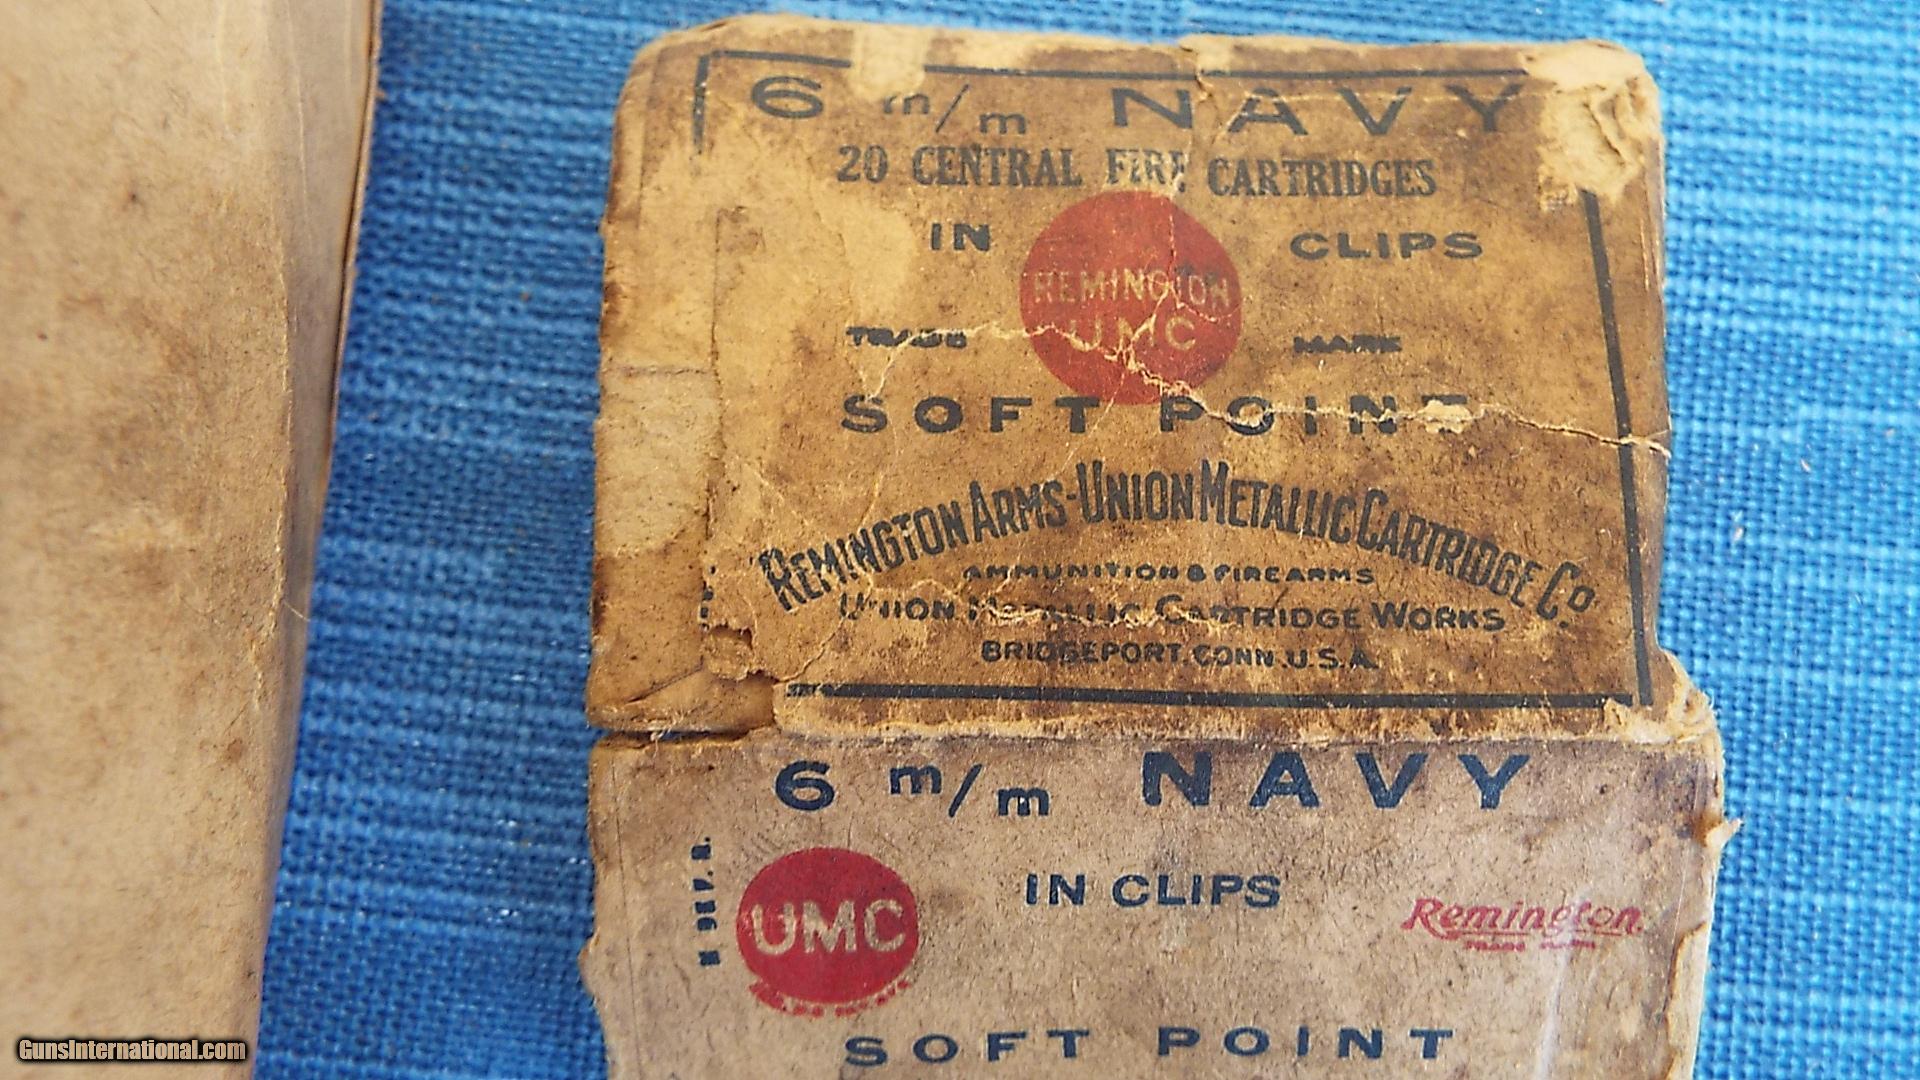 6 m/m NAVY
20 CENTRAL FIRE CARTRIDGES
IN CLIPS
REMINGTON
UMC
TRADE MARK
SOFT POINT
REMINGTON ARMS-UNION METALLIC CARTRIDGE CO.
AMMUNITION & FIREARMS
UNION METALLIC CARTRIDGE WORKS
BRIDGEPORT, CONN. U.S.A.
6 m/m NAVY
IN CLIPS
UMC
Remington
SOFT POINT
GunsInternational.com